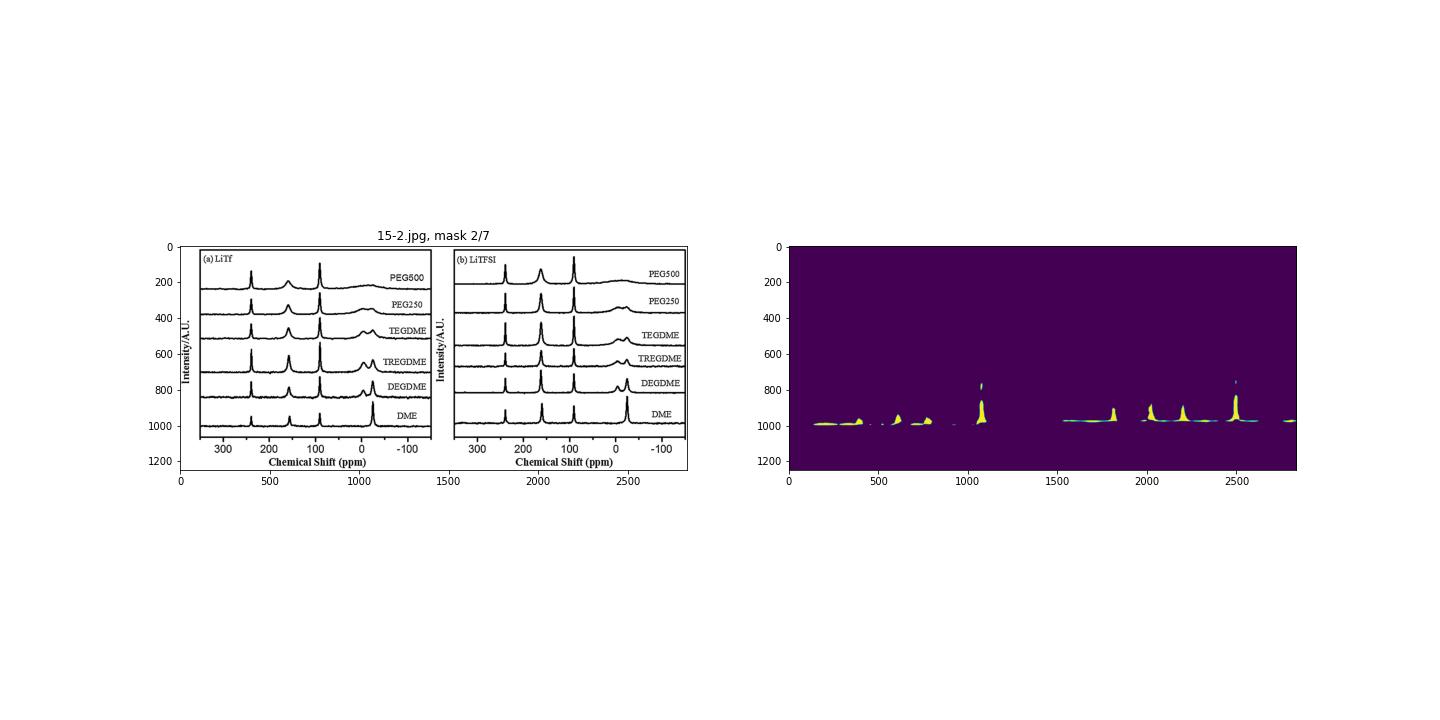 15-2.jpg, mask 2/7
0
200
400
600
800
1000
1200
(a) LiTf
PEG500
PEG250
TEGDME
TREGDME
DEGDME
DME
Intensity/A.U.
300 200 100 0 -100
Chemical Shift (ppm)
(b) LiTFSI
PEG500
PEG250
TEGDME
TREGDME
DEGDME
DME
Intensity/A.U.
300 200 100 0 -100
Chemical Shift (ppm)
0 500 1000 1500 2000 2500
0
200
400
600
800
1000
1200
0 500 1000 1500 2000 2500